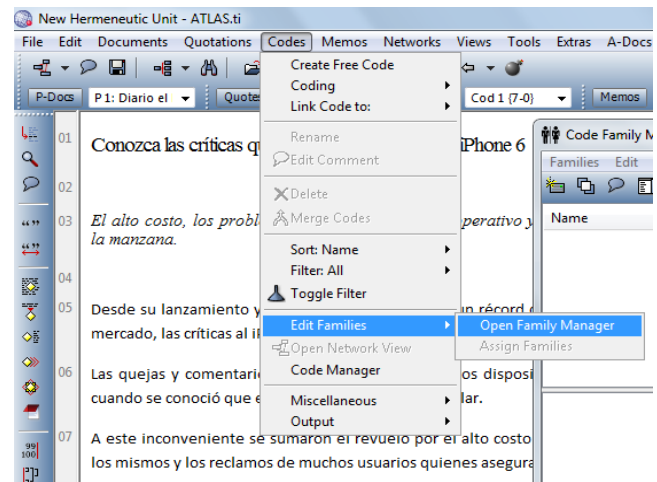 New Hermeneutic Unit - ATLAS.ti
File Edit Documents Quotations Codes Memos Networks Views Tools Extras A-Docs
P-Docs P 1: Diario el Quote Cod 1 {7-0} Memos
01 Conozca las críticas q iPhone 6
02
03 El alto costo, los probl perativo y
la manzana.
04
05 Desde su lanzamiento y un récord
mercado, las críticas al i
06 Las quejas y comentari os disposi
cuando se conoció que lar.
07 A este inconveniente se sumaron el revuelo por el alto costo
los mismos y los reclamos de muchos usuarios quienes asegura
Create Free Code
Coding
Link Code to:
Rename
Edit Comment
Delete
Merge Codes
Sort: Name
Filter: All
Toggle Filter
Edit Families
Open Network View
Code Manager
Miscellaneous
Output
Open Family Manager
Assign Families
Code Family M
Families Edit
Name